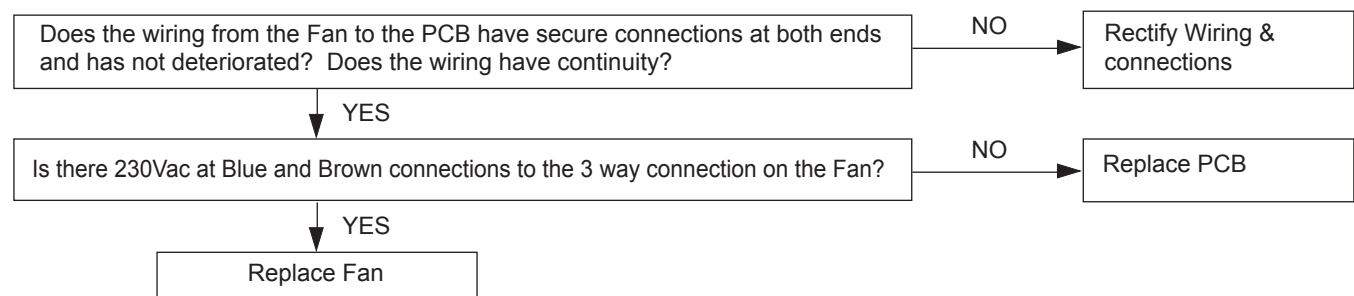 Does the wiring from the Fan to the PCB have secure connections at both ends
and has not deteriorated? Does the wiring have continuity?
NO
Rectify Wiring &
connections
YES
Is there 230Vac at Blue and Brown connections to the 3 way connection on the Fan?
NO
Replace PCB
YES
Replace Fan